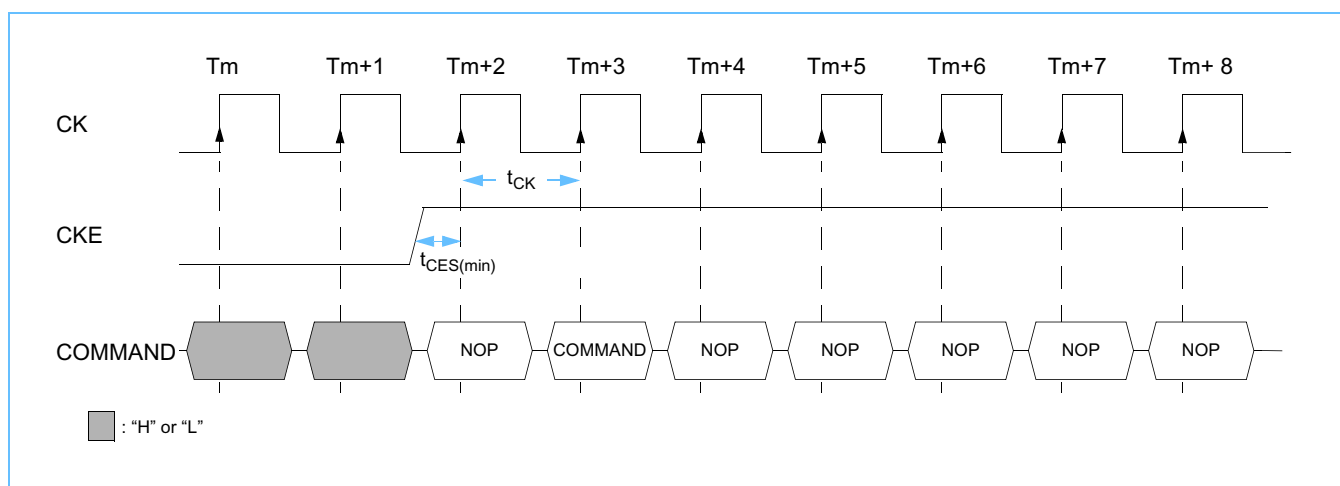 Tm Tm+1 Tm+2 Tm+3 Tm+4 Tm+5 Tm+6 Tm+7 Tm+ 8
CK
tCK
CKE
tCES(min)
COMMAND NOP COMMAND NOP NOP NOP NOP NOP
: “H” or “L”